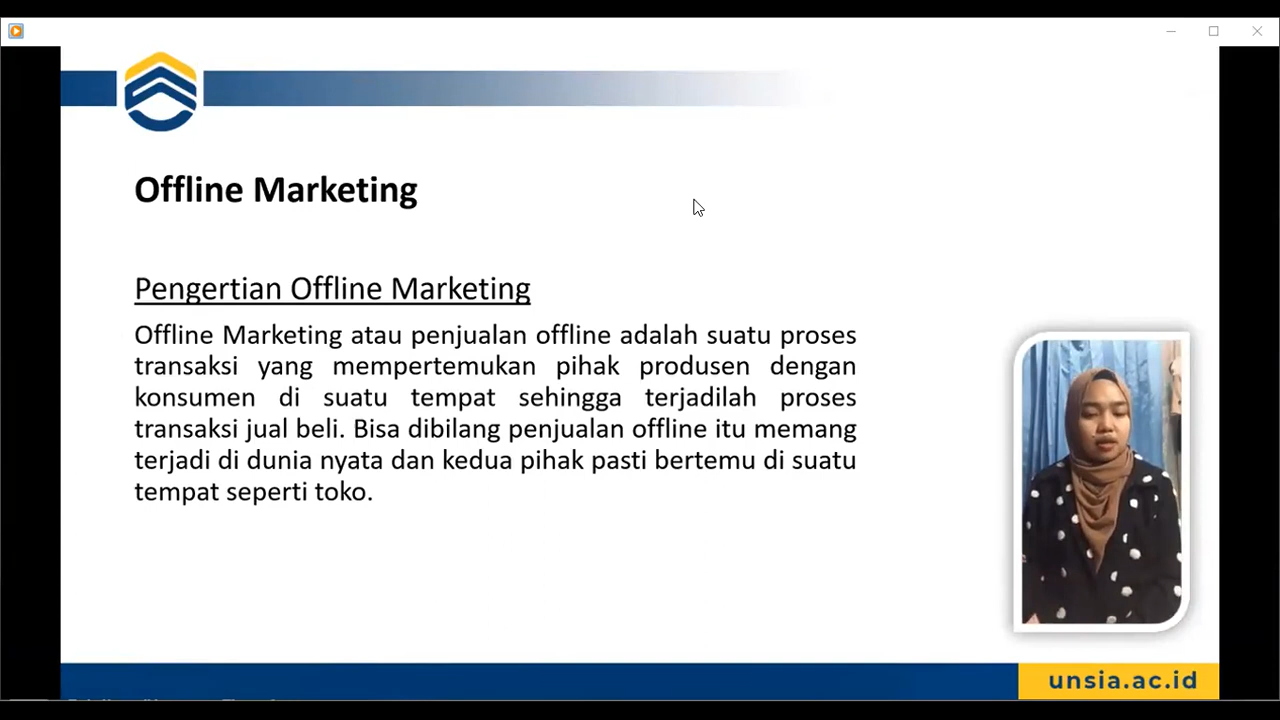 Offline Marketing
Pengertian Offline Marketing
Offline Marketing atau penjualan offline adalah suatu proses
transaksi yang mempertemukan pihak produsen dengan
konsumen di suatu tempat sehingga terjadilah proses
transaksi jual beli. Bisa dibilang penjualan offline itu memang
terjadi di dunia nyata dan kedua pihak pasti bertemu di suatu
tempat seperti toko.
unsia.ac.id